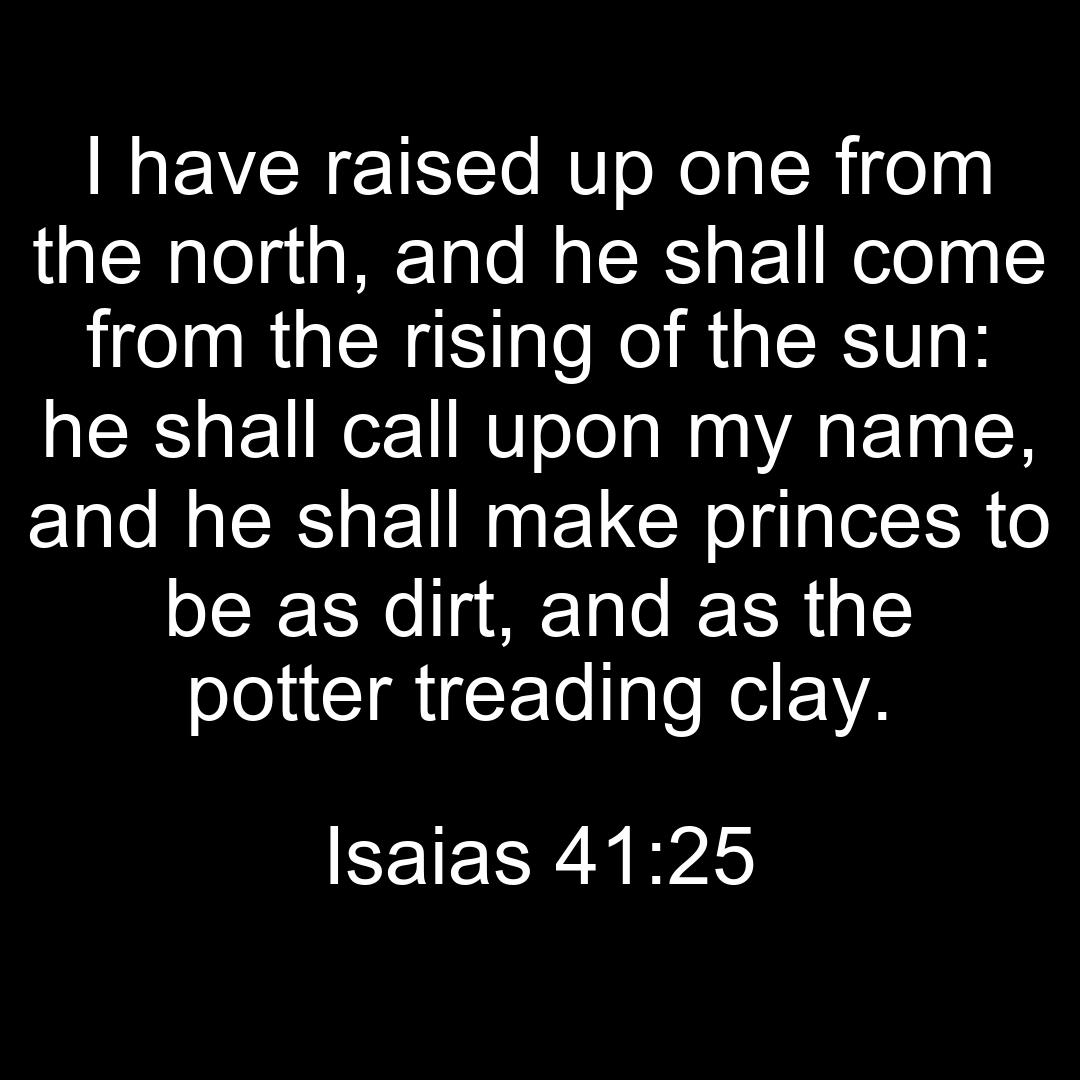 I have raised up one from
the north, and he shall come
from the rising of the sun:
he shall call upon my name,
and he shall make princes to
be as dirt, and as the
potter treading clay.
Isaias 41:25